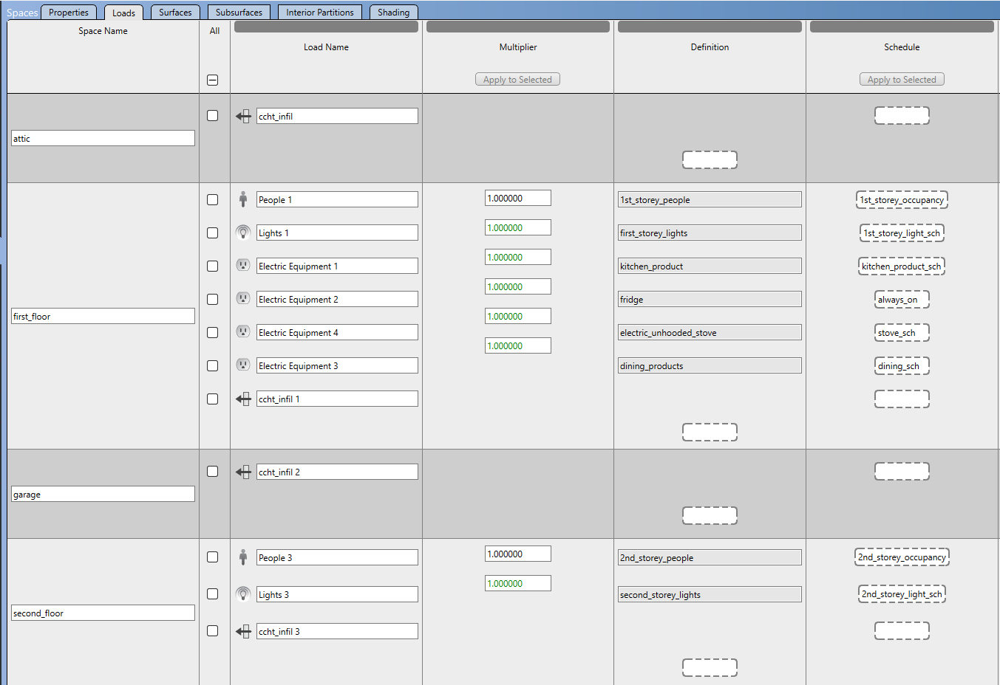 Spaces Properties Loads Surfaces Subsurfaces Interior Partitions Shading
Space Name All Load Name Multiplier Definition Schedule
Apply to Selected Apply to Selected
attic
ccht_infil
first_floor
People 1 1.000000 1st_storey_people 1st_storey_occupancy
Lights 1 1.000000 first_storey_lights 1st_storey_light_sch
Electric Equipment 1 1.000000 kitchen_product kitchen_product_sch
Electric Equipment 2 1.000000 fridge always_on
Electric Equipment 4 1.000000 electric_unhooded_stove stove_sch
Electric Equipment 3 1.000000 dining_products dining_sch
ccht_infil 1
garage
ccht_infil 2
second_floor
People 3 1.000000 2nd_storey_people 2nd_storey_occupancy
Lights 3 1.000000 second_storey_lights 2nd_storey_light_sch
ccht_infil 3